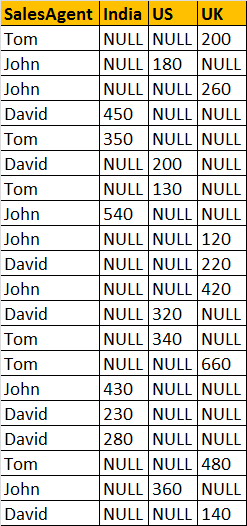 SalesAgent India US UK
Tom NULL NULL 200
John NULL 180 NULL
John NULL NULL 260
David 450 NULL NULL
Tom 350 NULL NULL
David NULL 200 NULL
Tom NULL 130 NULL
John 540 NULL NULL
John NULL NULL 120
David NULL NULL 220
John NULL NULL 420
David NULL 320 NULL
Tom NULL 340 NULL
Tom NULL NULL 660
John 430 NULL NULL
David 230 NULL NULL
David 280 NULL NULL
Tom NULL NULL 480
John NULL 360 NULL
David NULL NULL 140